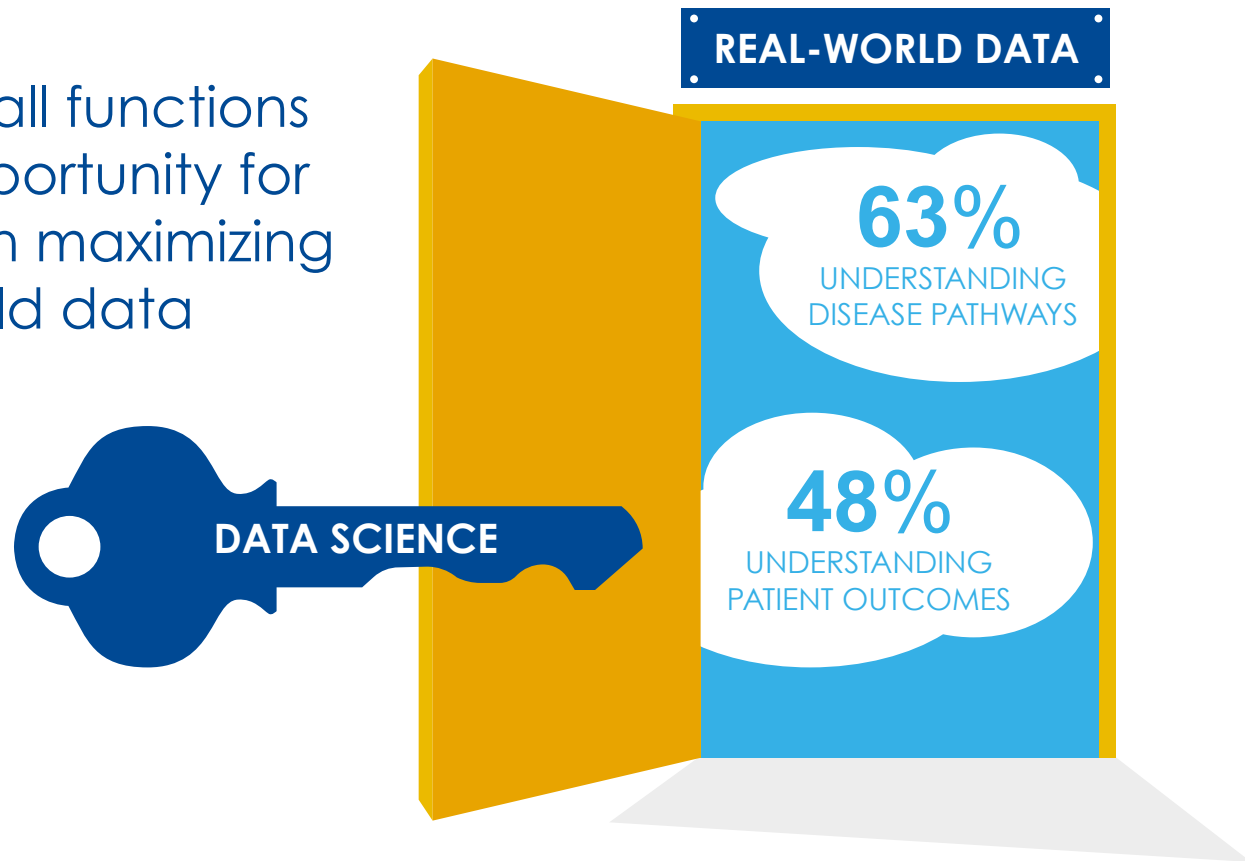 REAL-WORLD DATA
all functions
portunity for
maximizing
ld data
63%
UNDERSTANDING
DISEASE PATHWAYS
DATA SCIENCE
48%
UNDERSTANDING
PATIENT OUTCOMES